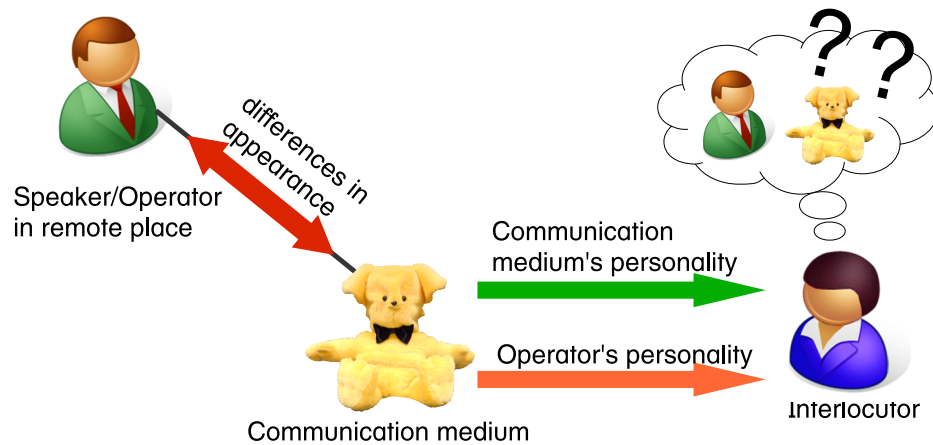 ? ?
differences in
appearance
Speaker/Operator
in remote place
Communication
medium's personality
Operator's personality
Interlocutor
Communication medium